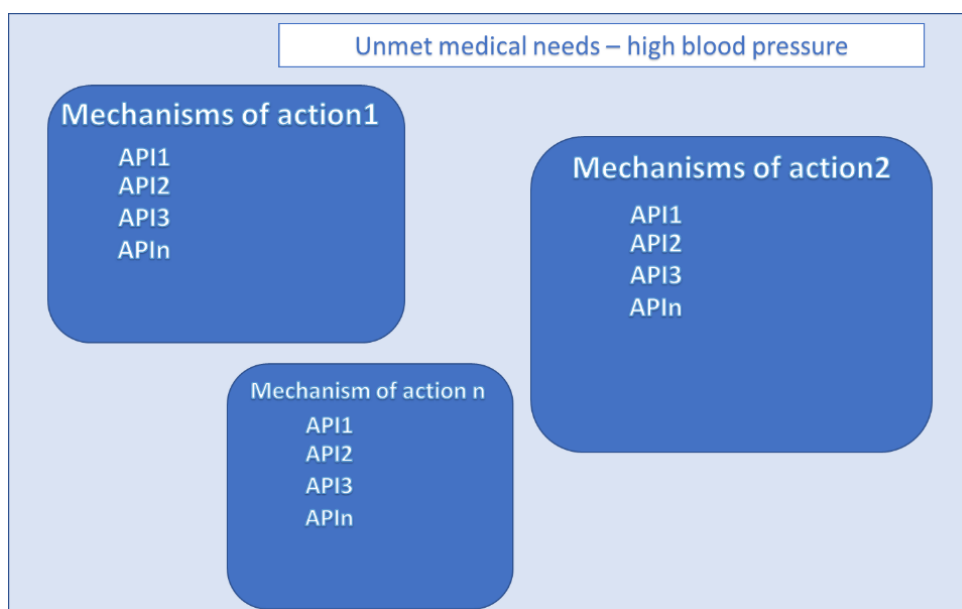 Unmet medical needs – high blood pressure
Mechanisms of action1
API1
API2
API3
APIn
Mechanisms of action2
API1
API2
API3
APIn
Mechanism of action n
API1
API2
API3
APIn